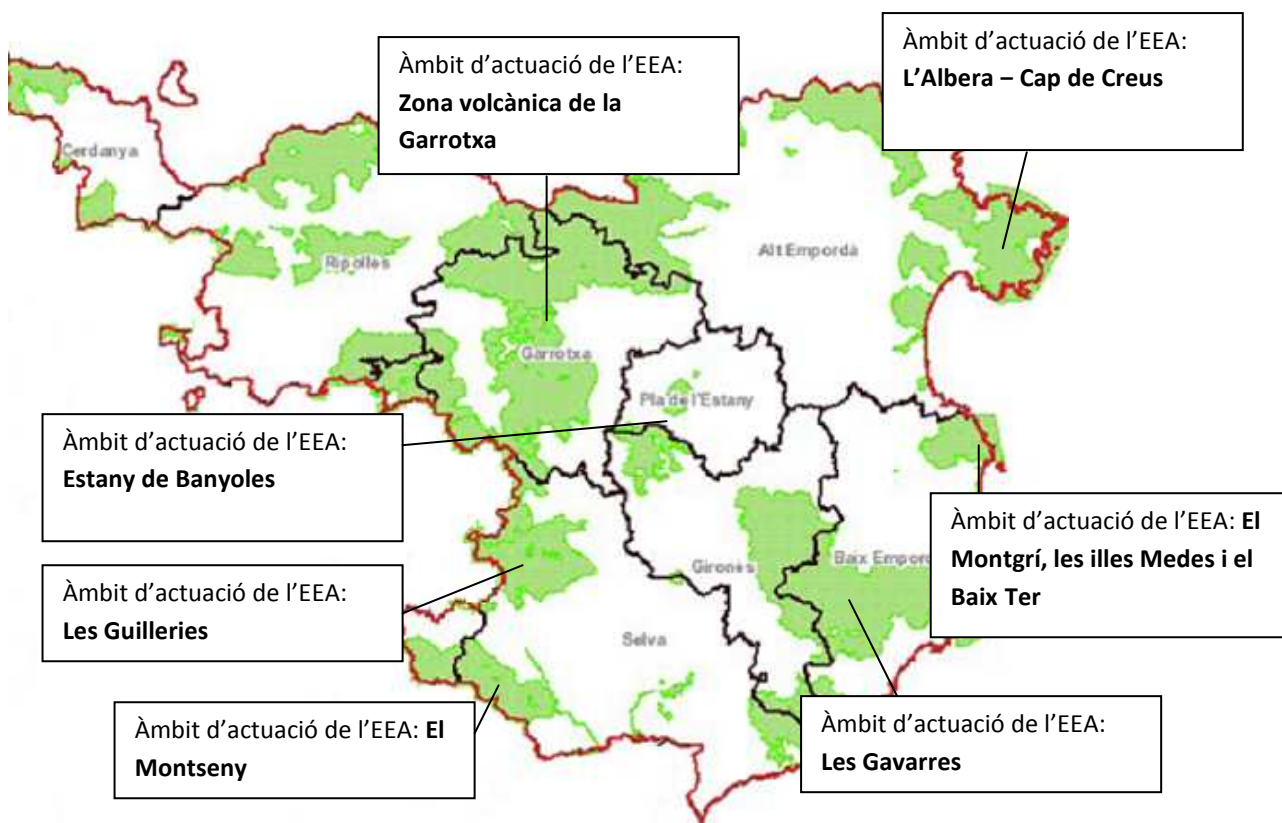 Àmbit d'actuació de l'EEA:
L'Albera – Cap de Creus
Àmbit d'actuació de l'EEA:
Zona volcànica de la
Garrotxa
Cerdanya
Ripollès
Alt Empordà
Garrotxa
Pla de l'Estany
Àmbit d'actuació de l'EEA:
Estany de Banyoles
Àmbit d'actuació de l'EEA: El
Montgrí, les illes Medes i el
Baix Ter
Gironès
Baix Empord
Àmbit d'actuació de l'EEA:
Les Guilleries
Selva
Àmbit d'actuació de l'EEA: El
Montseny
Àmbit d'actuació de l'EEA:
Les Gavarres